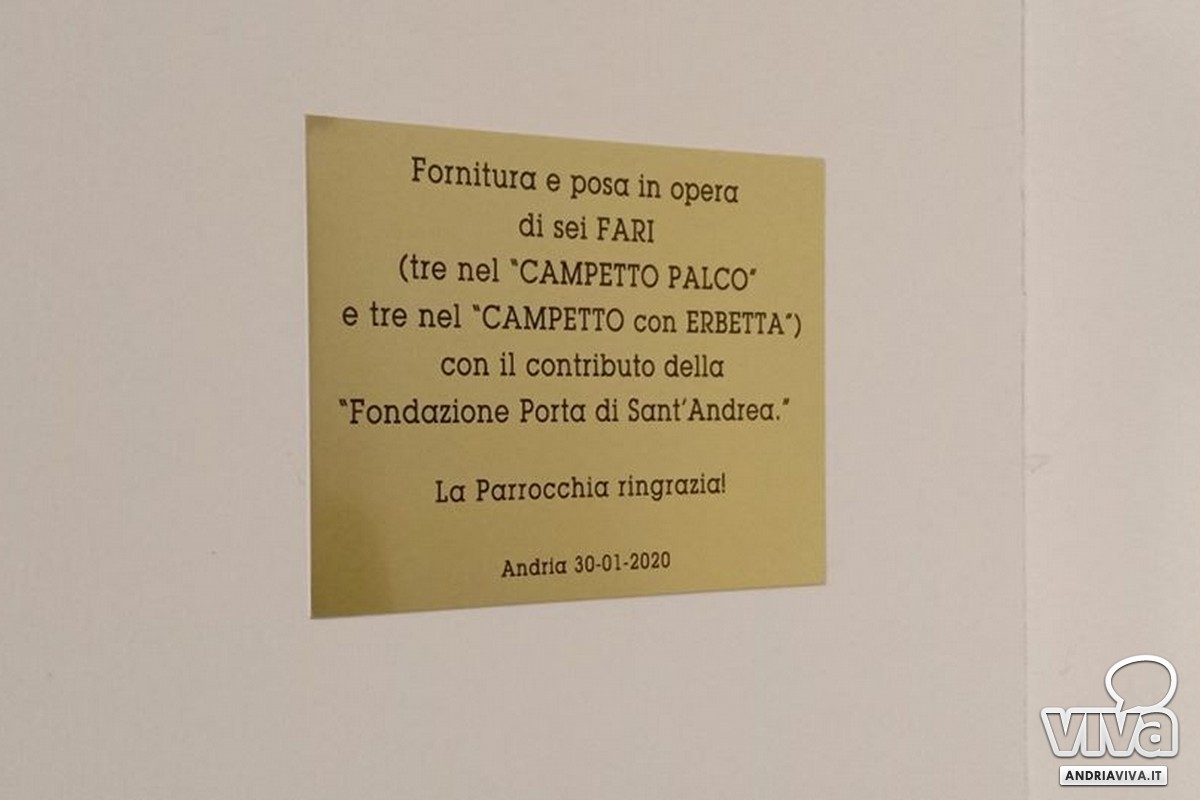 Fornitura e posa in opera
di sei FARI
(tre nel "CAMPETTO PALCO"
e tre nel "CAMPETTO con ERBETTA")
con il contributo della
"Fondazione Porta di Sant'Andrea."
La Parrocchia ringrazia!
Andria 30-01-2020
viva
ANDRIAVIVA.IT